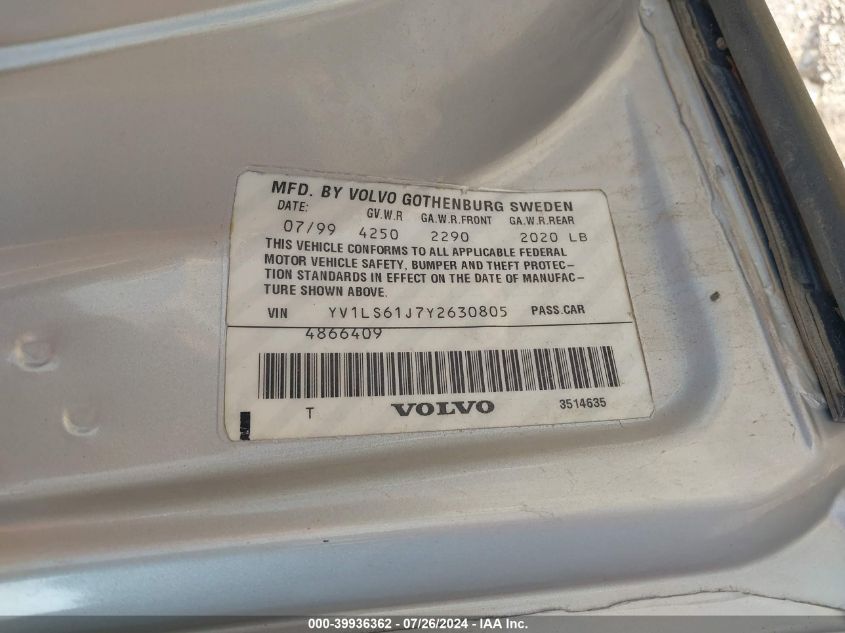 MFD. BY VOLVO GOTHENBURG SWEDEN
DATE: GV.W.R GA.W.R.FRONT GA.W.R.REAR
07/99 4250 2290 2020 LB
THIS VEHICLE CONFORMS TO ALL APPLICABLE FEDERAL
MOTOR VEHICLE SAFETY, BUMPER AND THEFT PROTEC-
TION STANDARDS IN EFFECT ON THE DATE OF MANUFAC-
TURE SHOWN ABOVE.
VIN YV1LS61J7Y2630805 PASS.CAR
4866409
T VOLVO 3514635
000-39936362 - 07/26/2024 - IAA Inc.